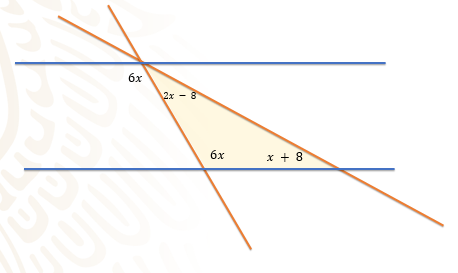 6x
2x − 8
6x
x + 8